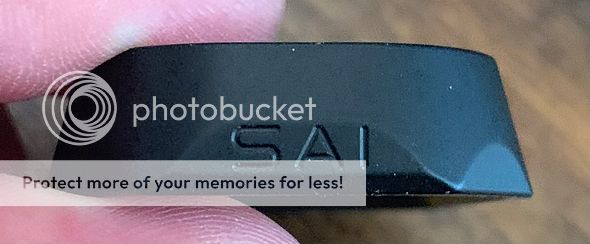 photobucket
SAI
Protect more of your memories for less!